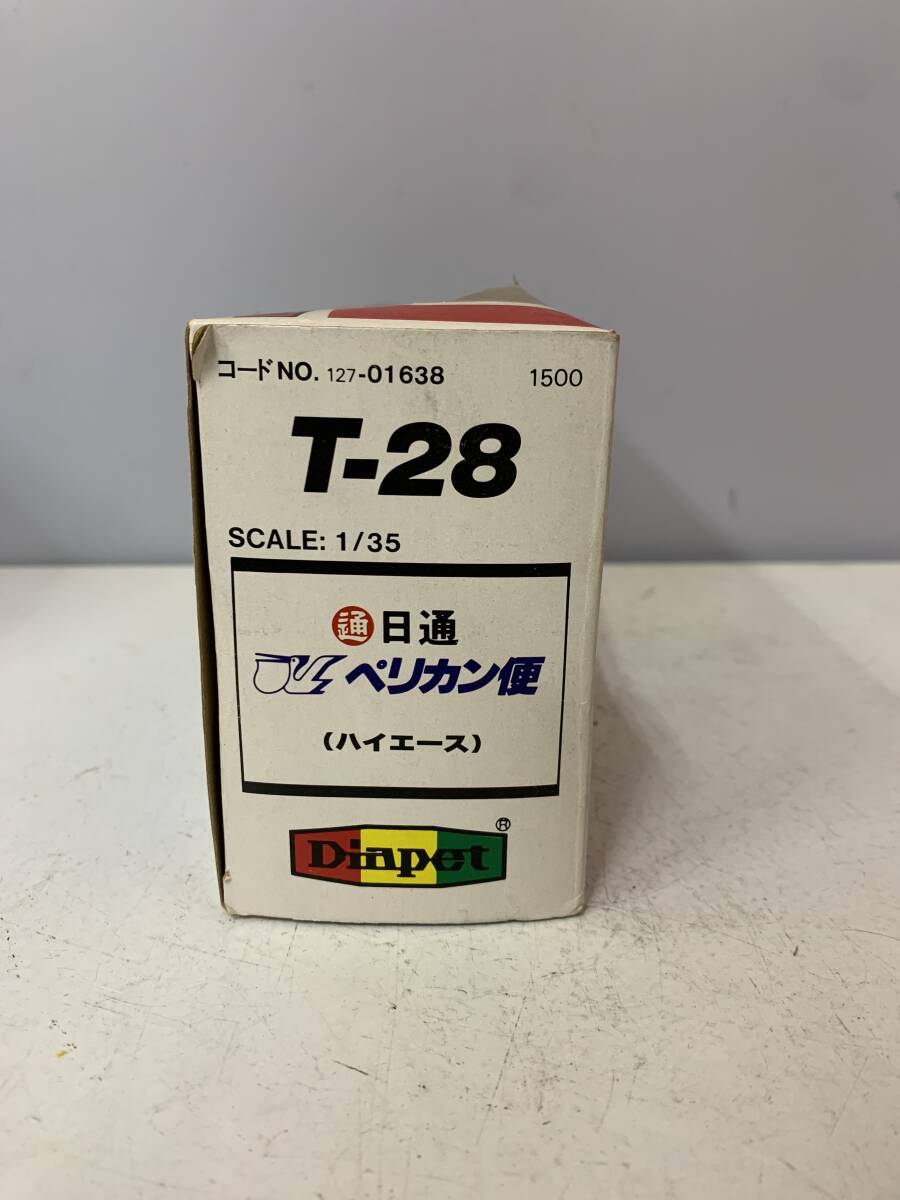 コードNO. 127-01638 1500
T-28
SCALE: 1/35
通 日通
ペリカン便
(ハイエース)
Diapet ®